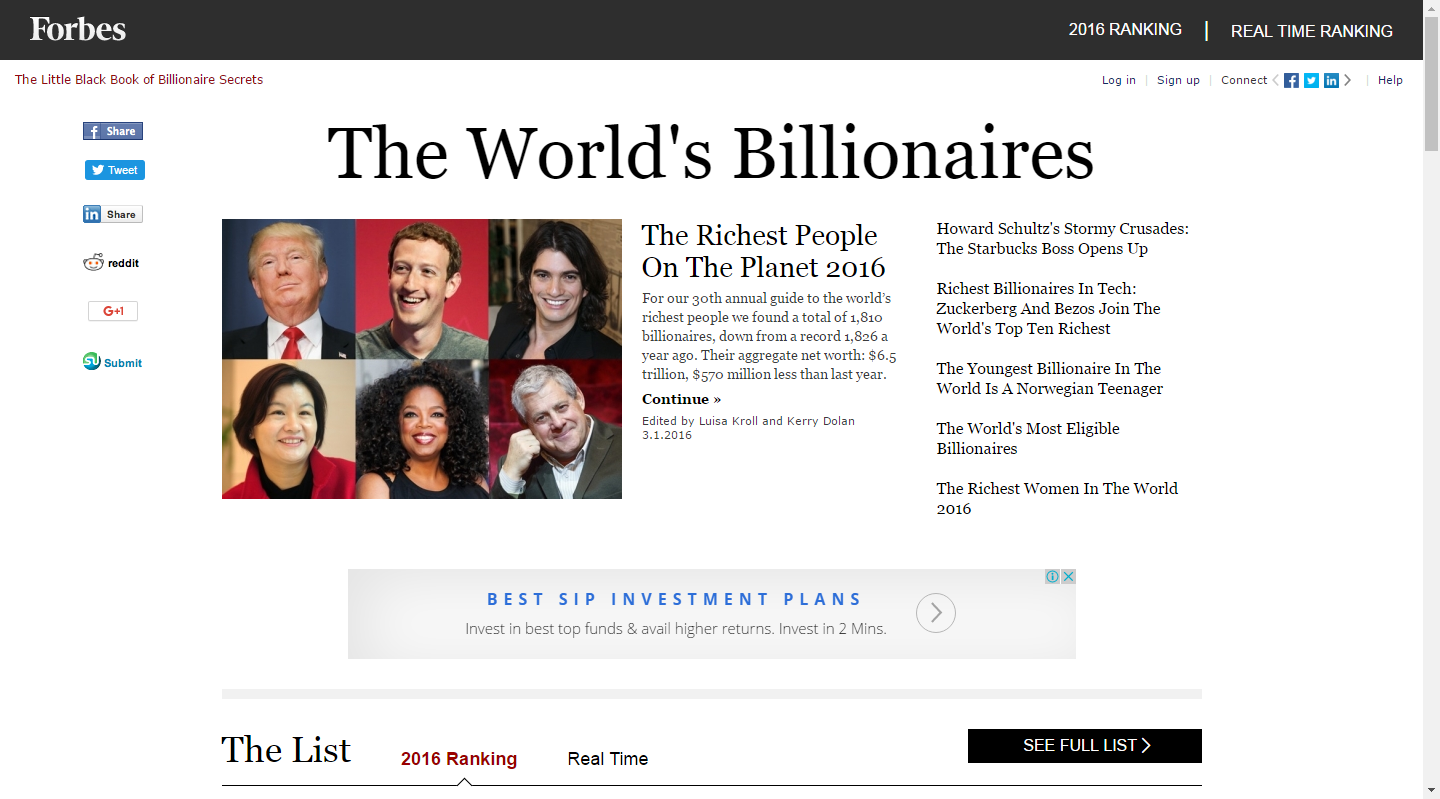 Forbes
2016 RANKING | REAL TIME RANKING
The Little Black Book of Billionaire Secrets
Log in | Sign up | Connect | Help
Share
Tweet
Share
reddit
G+1
Submit
The World's Billionaires
The Richest People
On The Planet 2016
For our 30th annual guide to the world’s
richest people we found a total of 1,810
billionaires, down from a record 1,826 a
year ago. Their aggregate net worth: $6.5
trillion, $570 million less than last year.
Continue »
Edited by Luisa Kroll and Kerry Dolan
3.1.2016
Howard Schultz's Stormy Crusades:
The Starbucks Boss Opens Up
Richest Billionaires In Tech:
Zuckerberg And Bezos Join The
World's Top Ten Richest
The Youngest Billionaire In The
World Is A Norwegian Teenager
The World's Most Eligible
Billionaires
The Richest Women In The World
2016
BEST SIP INVESTMENT PLANS
Invest in best top funds & avail higher returns. Invest in 2 Mins.
The List
2016 Ranking
Real Time
SEE FULL LIST